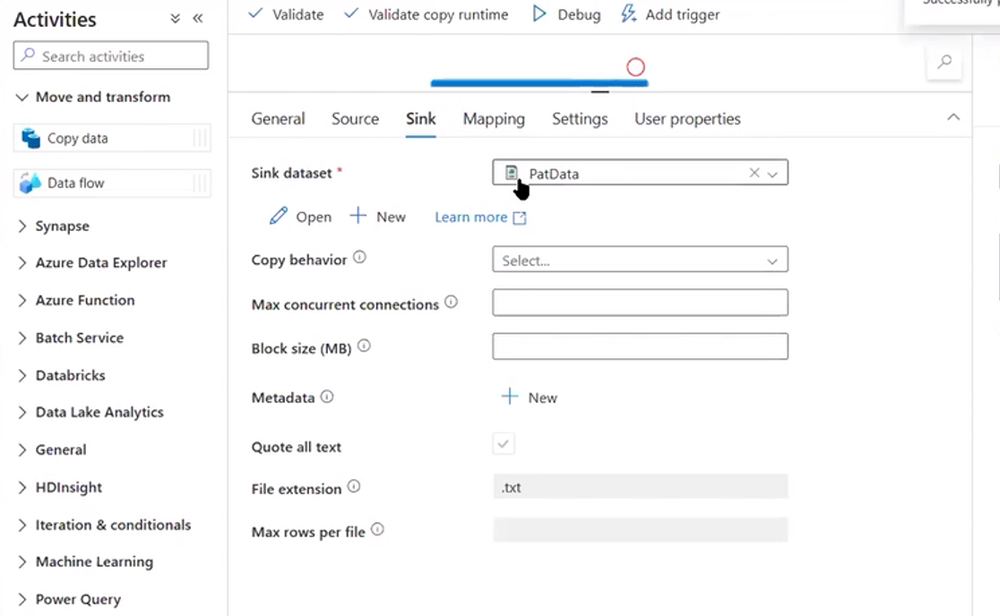 Activities
Validate Validate copy runtime Debug Add trigger
Search activities
Move and transform
Copy data
Data flow
Synapse
Azure Data Explorer
Azure Function
Batch Service
Databricks
Data Lake Analytics
General
HDInsight
Iteration & conditionals
Machine Learning
Power Query
General Source Sink Mapping Settings User properties
Sink dataset * PatData
Open New Learn more
Copy behavior Select...
Max concurrent connections
Block size (MB)
Metadata New
Quote all text
File extension .txt
Max rows per file